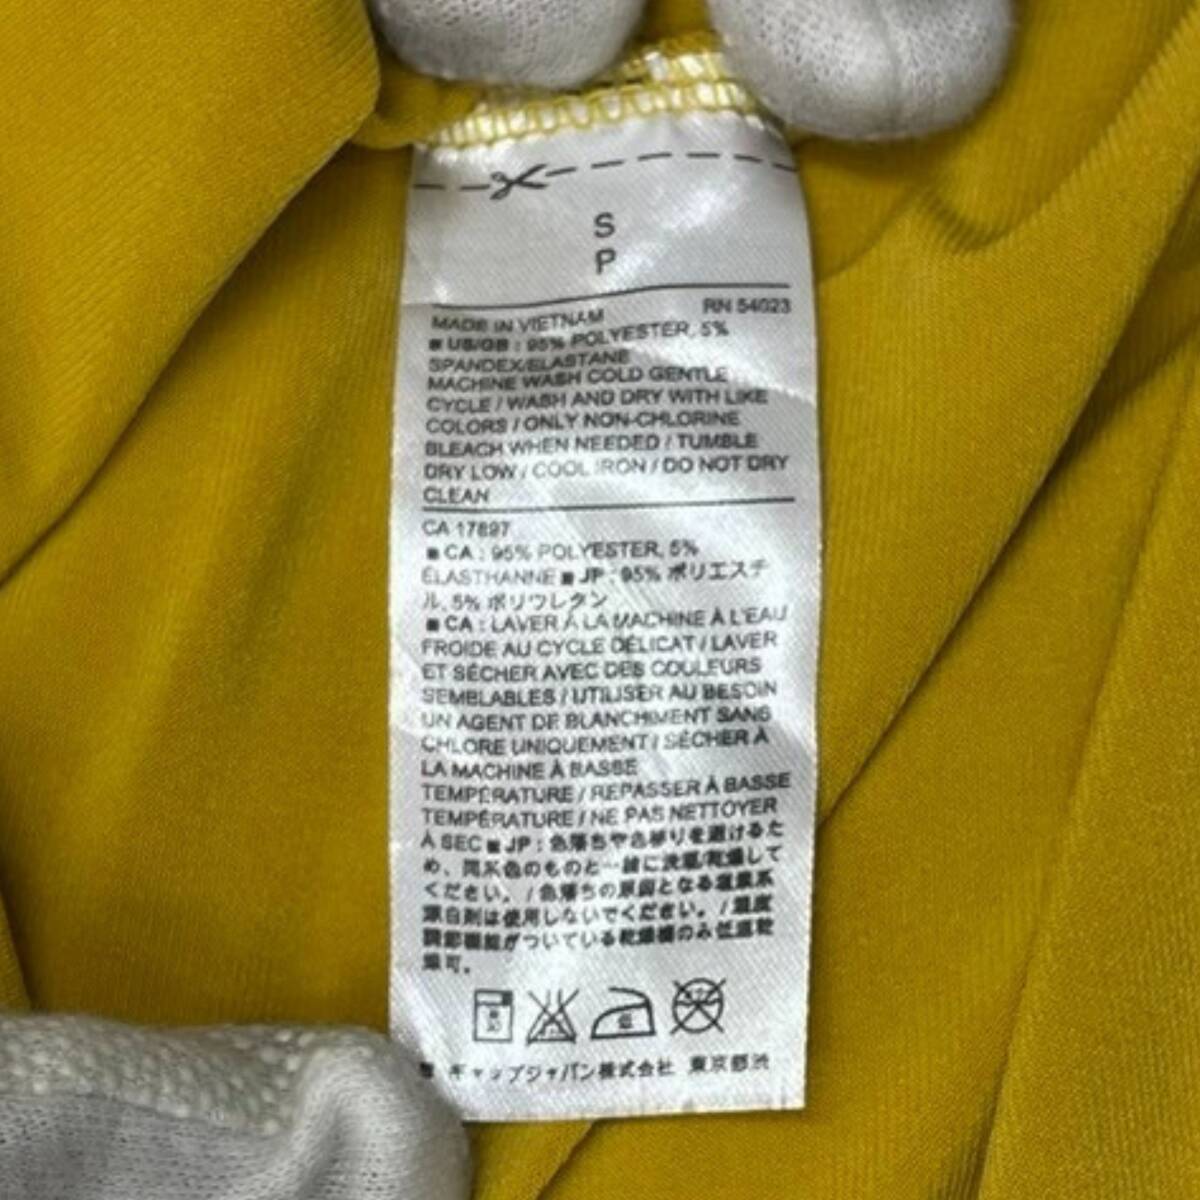 S
P
MADE IN VIETNAM RN 54023
■ US/GB : 95% POLYESTER, 5%
SPANDEX/ELASTANE
MACHINE WASH COLD GENTLE
CYCLE / WASH AND DRY WITH LIKE
COLORS / ONLY NON-CHLORINE
BLEACH WHEN NEEDED / TUMBLE
DRY LOW / COOL IRON / DO NOT DRY
CLEAN
CA 17897
■ CA : 95% POLYESTER, 5%
ÉLASTHANNE ■ JP : 95% ポリエステ
ル, 5% ポリウレタン
■ CA : LAVER À LA MACHINE À L'EAU
FROIDE AU CYCLE DÉLICAT / LAVER
ET SÉCHER AVEC DES COULEURS
SEMBLABLES / UTILISER AU BESOIN
UN AGENT DE BLANCHIMENT SANS
CHLORE UNIQUEMENT / SÉCHER À
LA MACHINE À BASSE
TEMPÉRATURE / REPASSER À BASSE
TEMPÉRATURE / NE PAS NETTOYER
À SEC ■ JP : 色落ちや色移りを避けるた
め、同系色のものと一緒に洗濯/乾燥して
ください。 / 色落ちの原因となる塩素系
漂白剤は使用しないでください。 / 温度
調節機能がついている乾燥機のみ低温乾
燥可。
低
ギャップジャパン株式会社 東京都渋